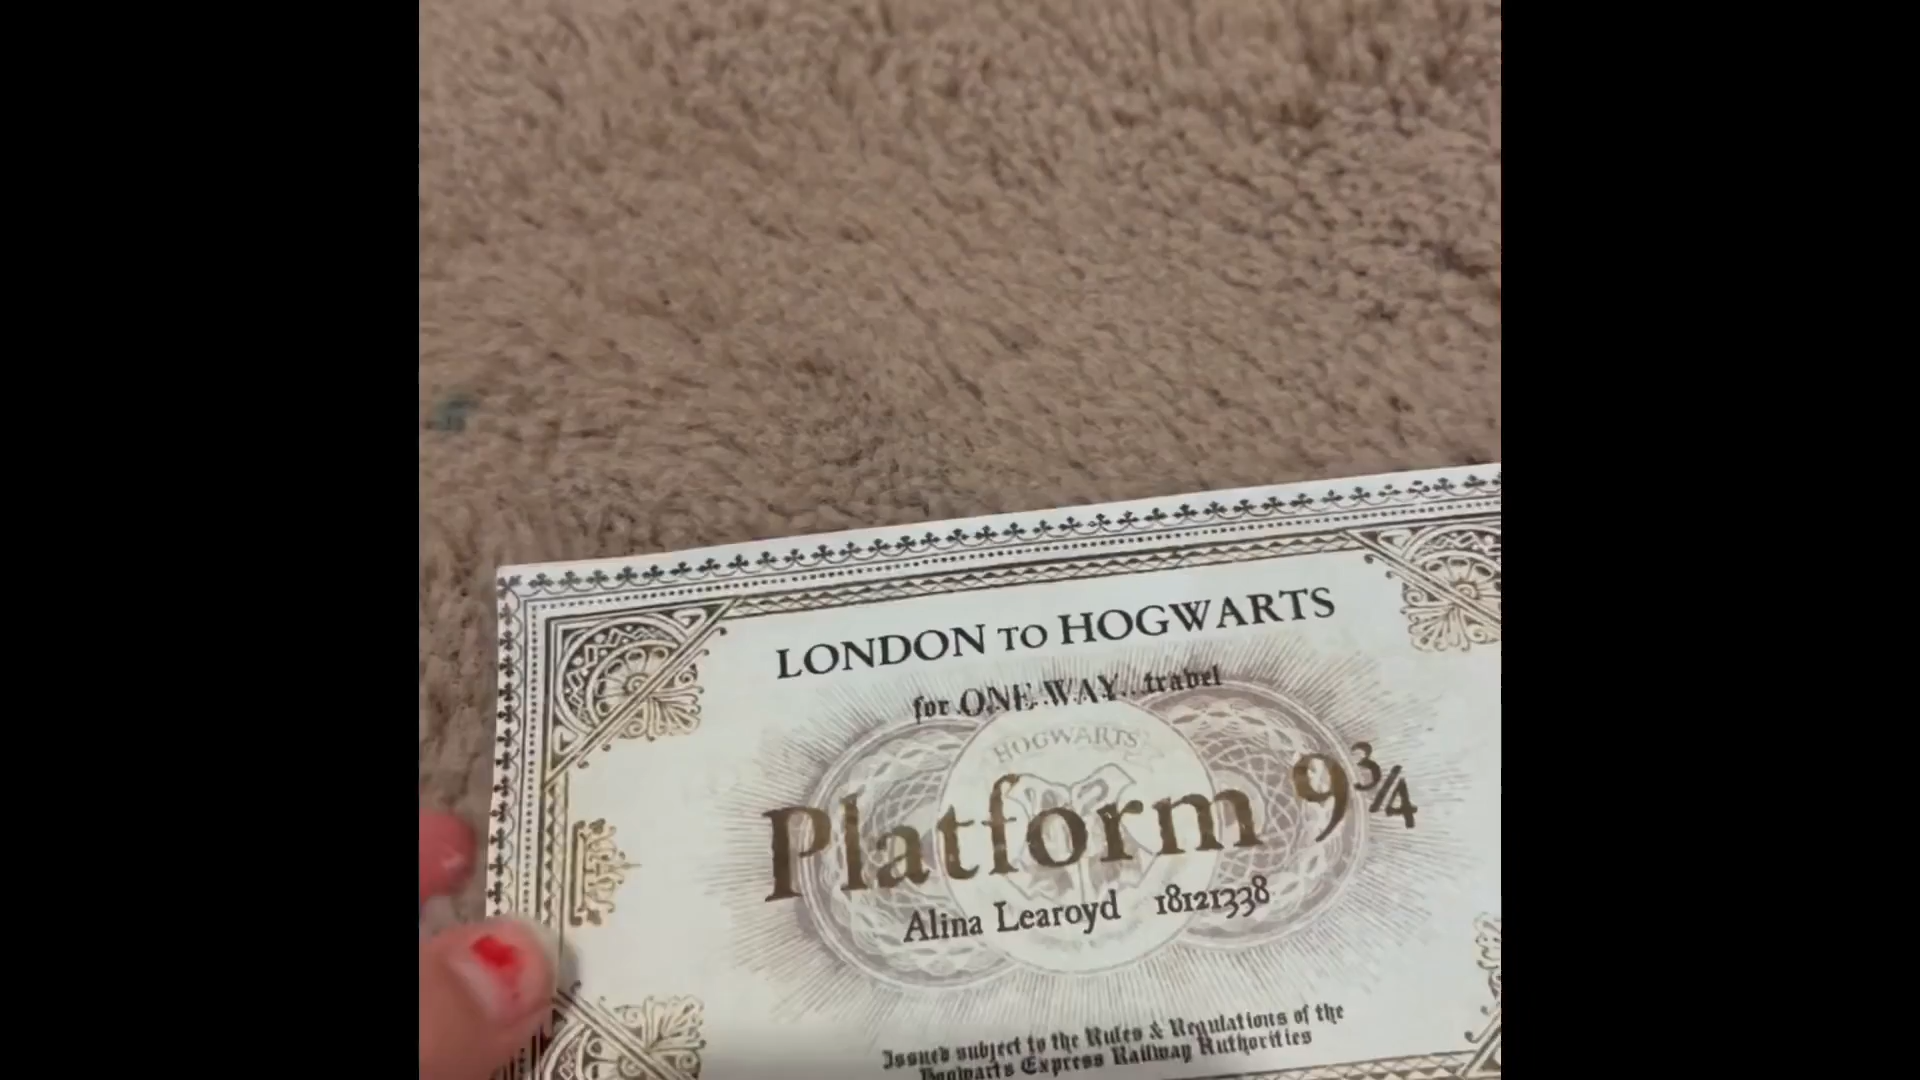 LONDON TO HOGWARTS
for ONE WAY...travel
HOGWARTS
Platform 9¾
Alina Learoyd 18121338
Issued subject to the Rules & Regulations of the
Hogwarts Express Railway Authorities